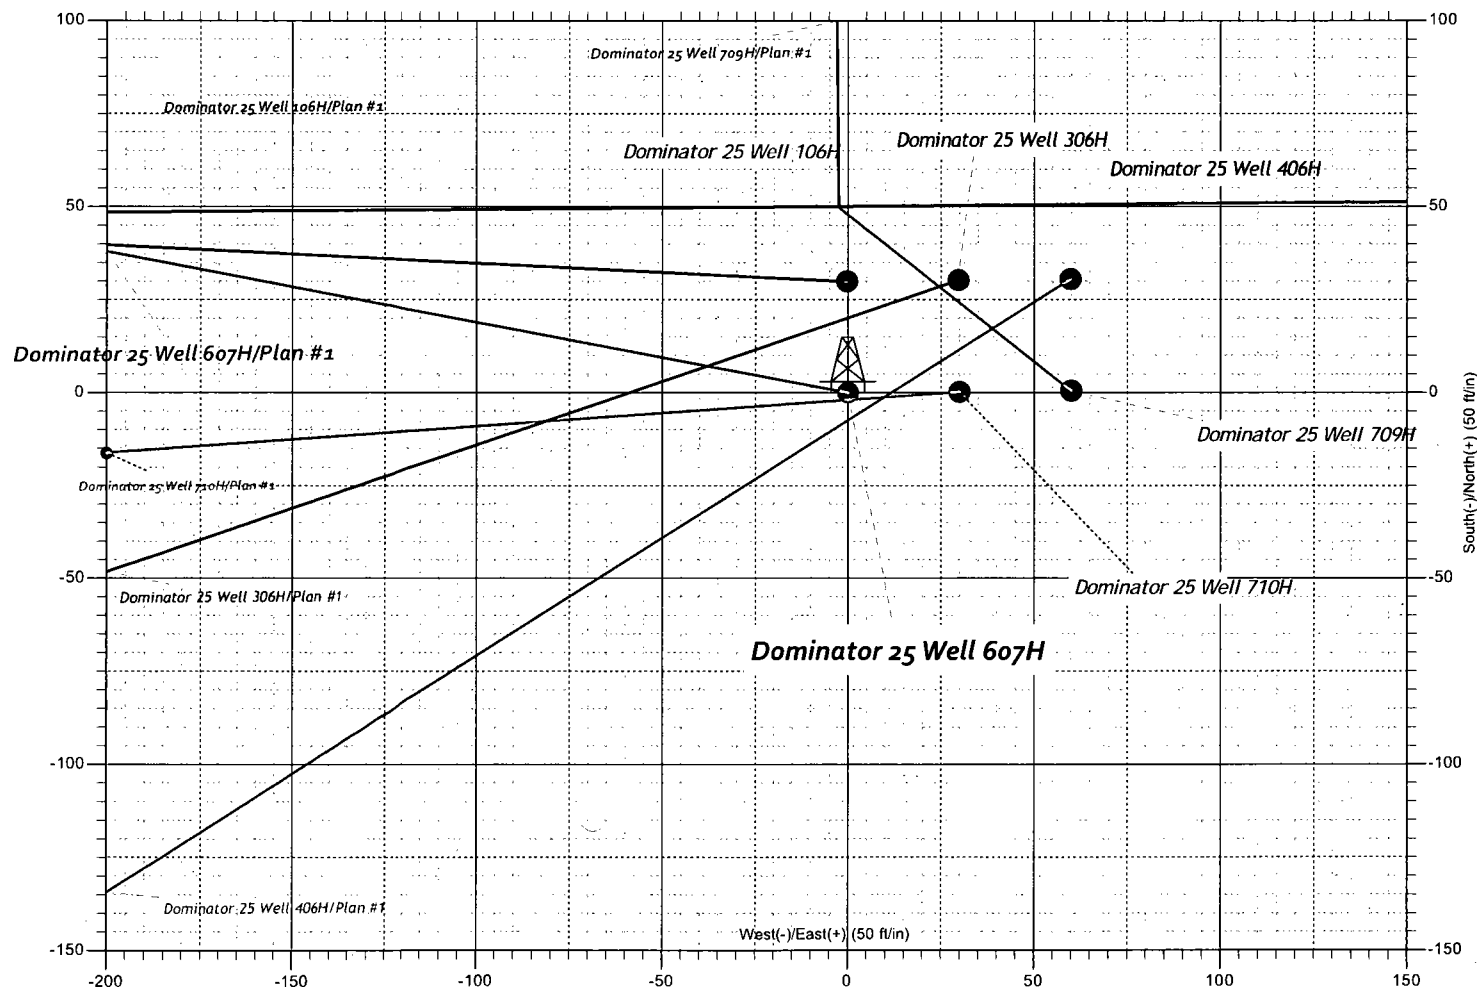 100
100
Dominator 25 Well 709H/Plan #1
Dominator 25 Well 106H/Plan #1
Dominator 25 Well 306H
Dominator 25 Well 106H
Dominator 25 Well 406H
50
50
Dominator 25 Well 607H/Plan #1
0
0
Dominator 25 Well 709H
South(-)/North(+) (50 ft/in)
Dominator 25 Well 710H/Plan #1
-50
-50
Dominator 25 Well 306H/Plan #1
Dominator 25 Well 710H
Dominator 25 Well 607H
-100
-100
Dominator 25 Well 406H/Plan #1
West(-)/East(+) (50 ft/in)
-150
-150
-200 -150 -100 -50 0 50 100 150